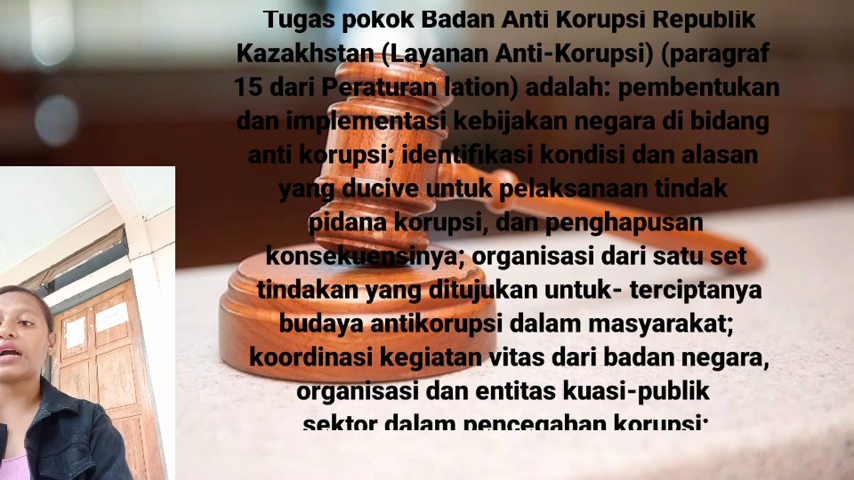 Tugas pokok Badan Anti Korupsi Republik
Kazakhstan (Layanan Anti-Korupsi) (paragraf
15 dari Peraturan lation) adalah: pembentukan
dan implementasi kebijakan negara di bidang
anti korupsi; identifikasi kondisi dan alasan
yang ducive untuk pelaksanaan tindak
pidana korupsi, dan penghapusan
konsekuensinya; organisasi dari satu set
tindakan yang ditujukan untuk- terciptanya
budaya antikorupsi dalam masyarakat;
koordinasi kegiatan vitas dari badan negara,
organisasi dan entitas kuasi-publik
sektor dalam pencegahan korupsi;